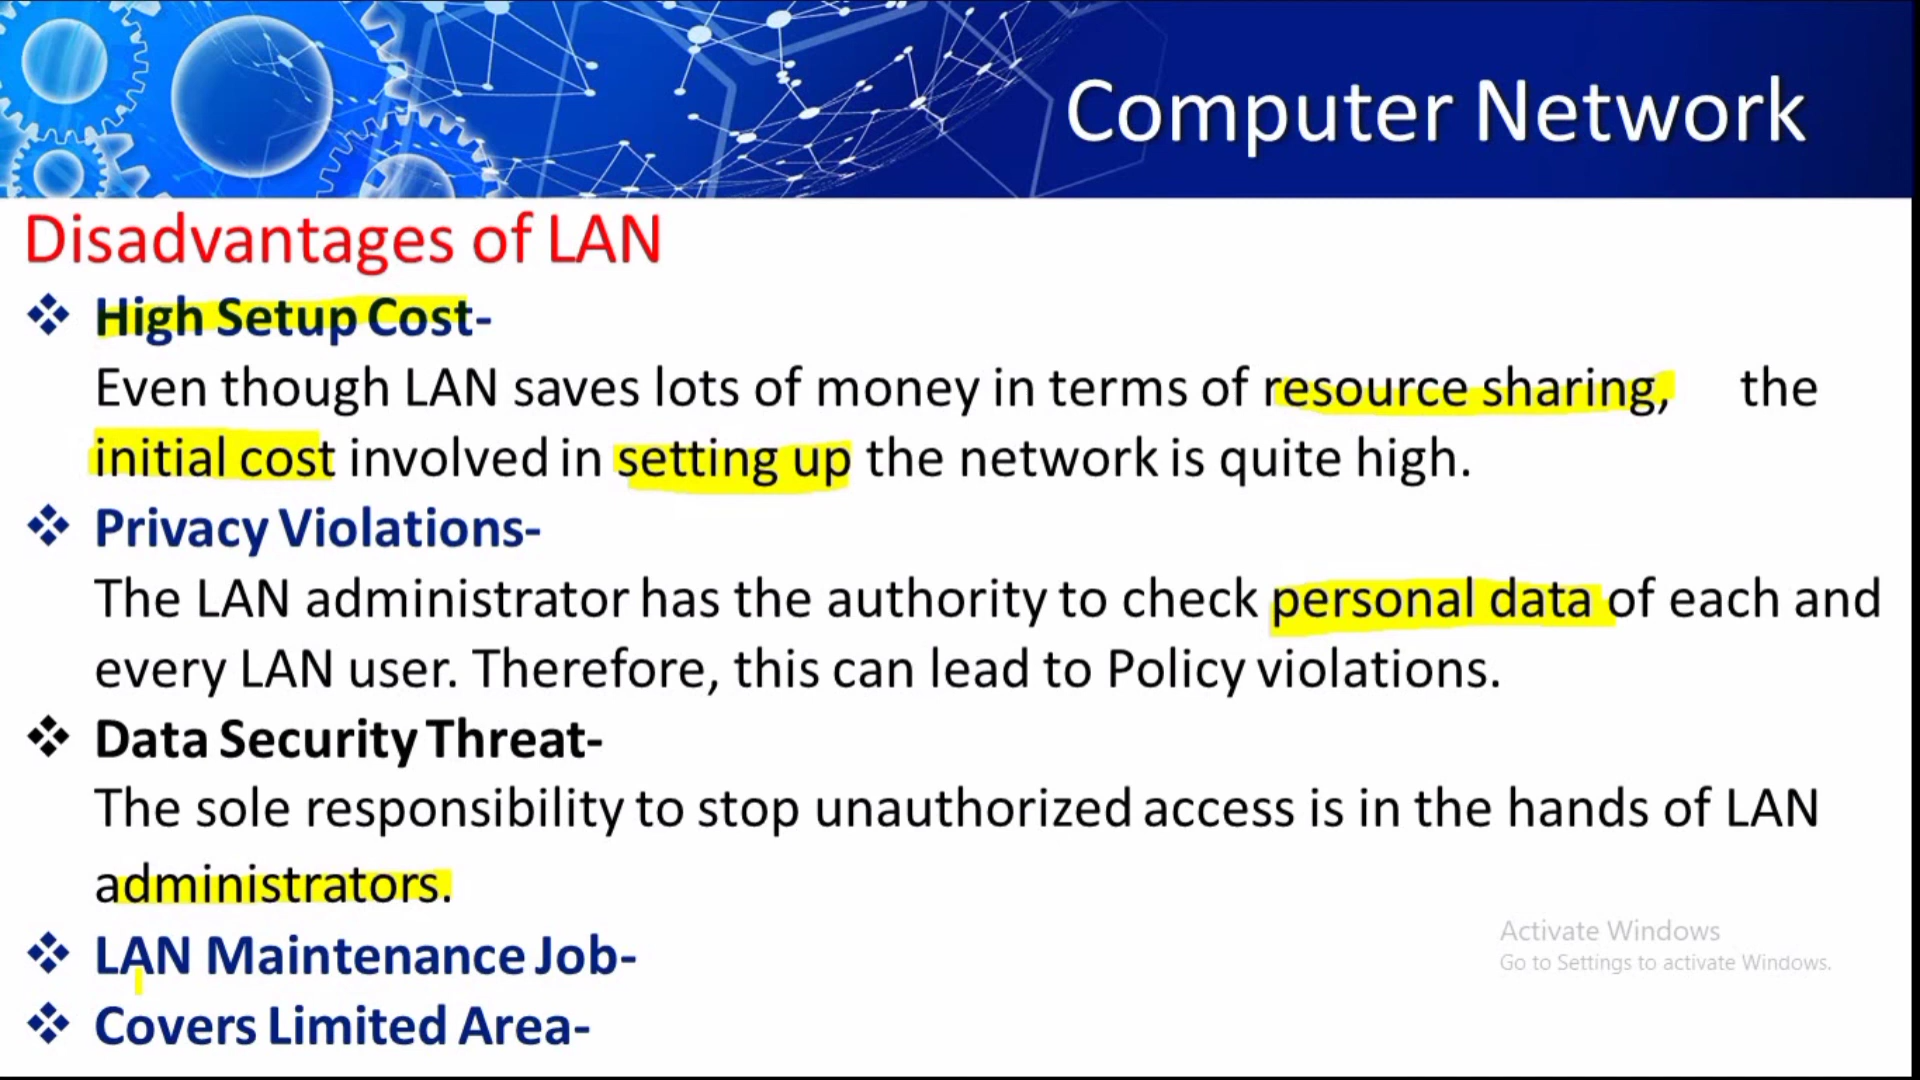 Computer Network
Disadvantages of LAN
❖ High Setup Cost-
Even though LAN saves lots of money in terms of resource sharing, the
initial cost involved in setting up the network is quite high.
❖ Privacy Violations-
The LAN administrator has the authority to check personal data of each and
every LAN user. Therefore, this can lead to Policy violations.
❖ Data Security Threat-
The sole responsibility to stop unauthorized access is in the hands of LAN
administrators.
❖ LAN Maintenance Job-
❖ Covers Limited Area-
Activate Windows
Go to Settings to activate Windows.